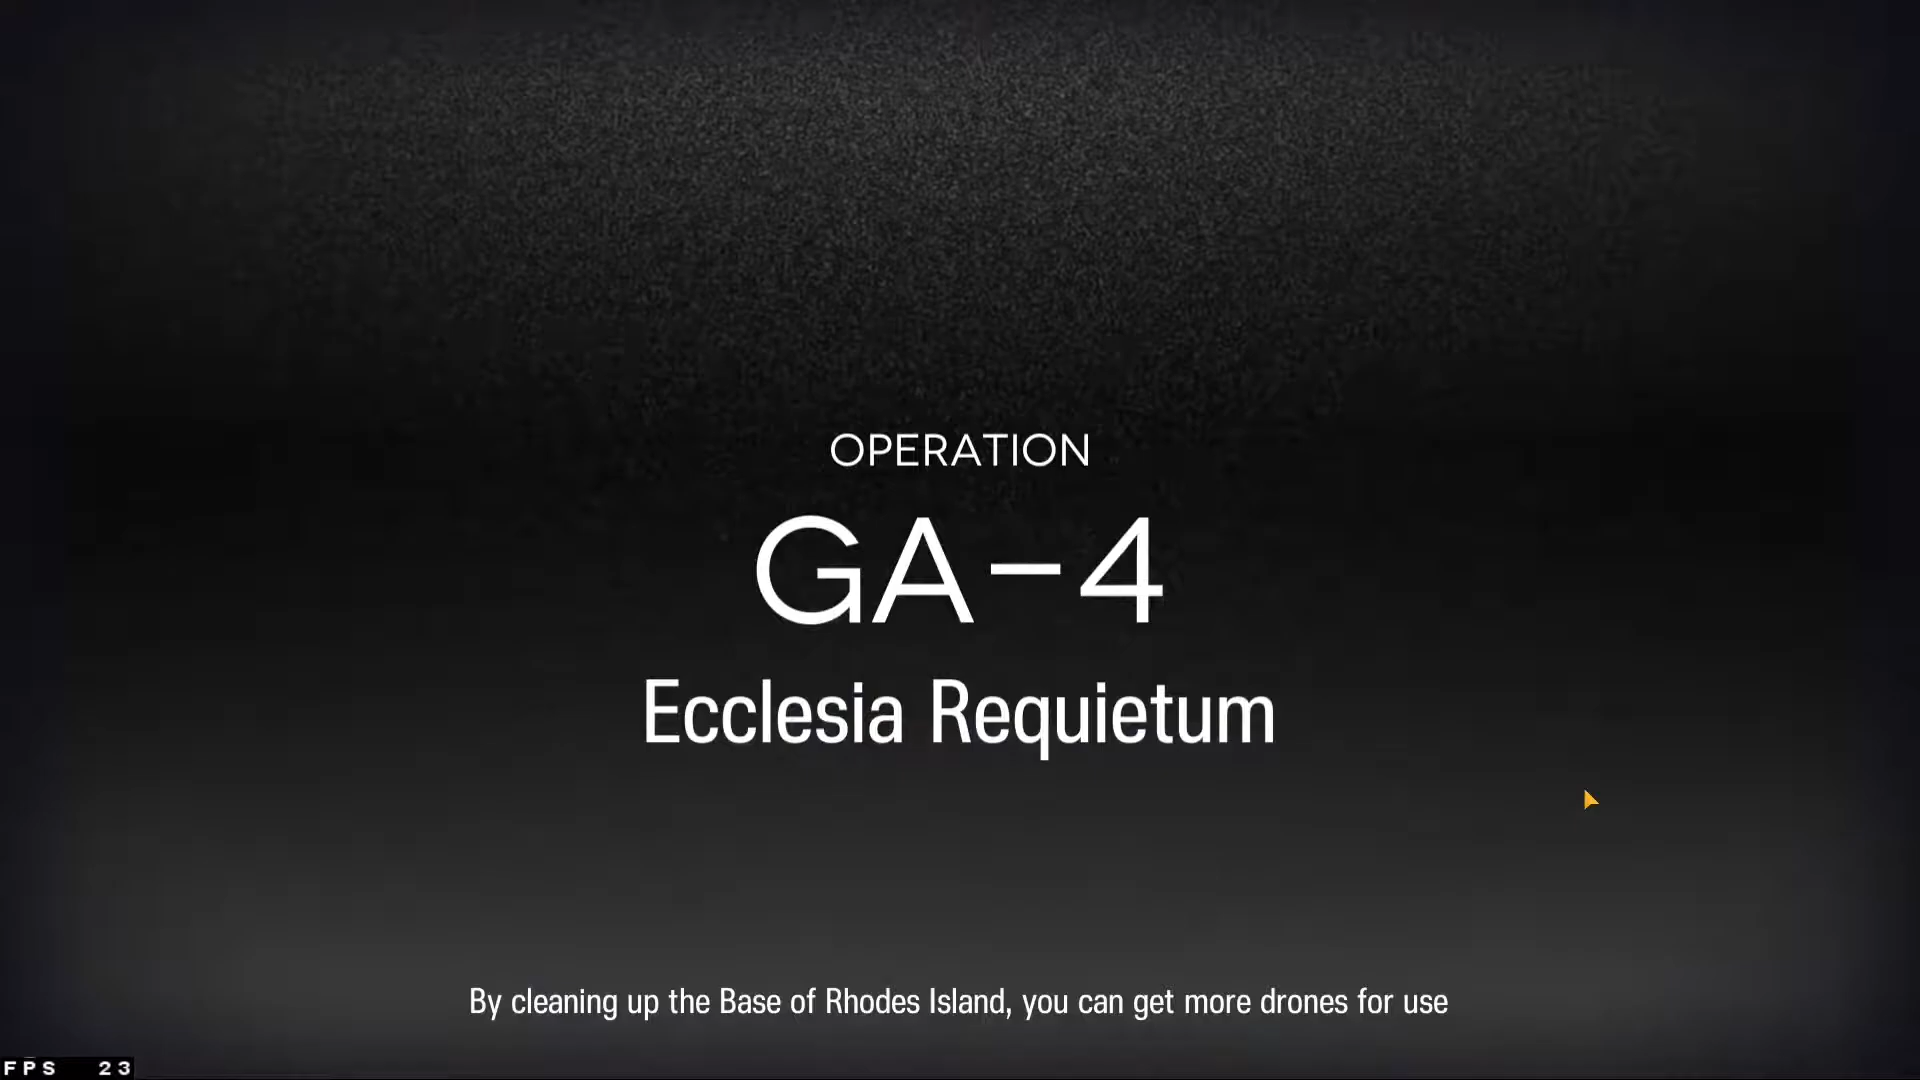 OPERATION
GA-4
Ecclesia Requietum
By cleaning up the Base of Rhodes Island, you can get more drones for use
FPS 23